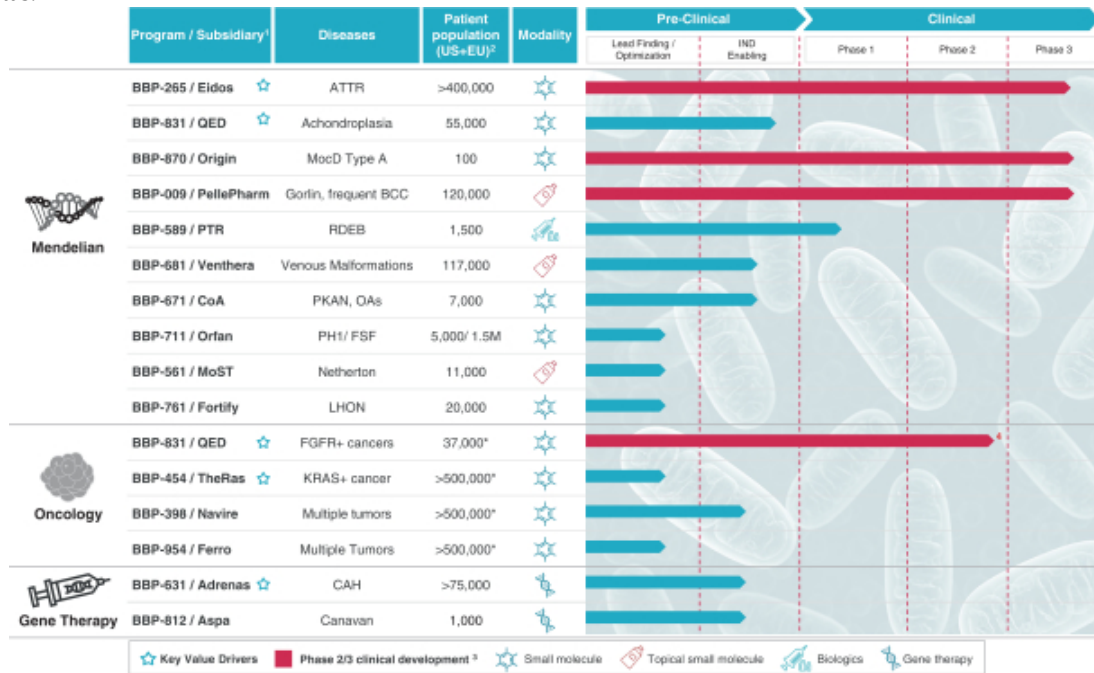 Program / Subsidiary¹ Diseases Patient population (US+EU)² Modality Pre-Clinical Clinical
Lead Finding / Optimization IND Enabling Phase 1 Phase 2 Phase 3
Mendelian
BBP-265 / Eidos ATTR >400,000
BBP-831 / QED Achondroplasia 55,000
BBP-870 / Origin MocD Type A 100
BBP-009 / PellePharm Gorlin, frequent BCC 120,000
BBP-589 / PTR RDEB 1,500
BBP-681 / Venthera Venous Malformations 117,000
BBP-671 / CoA PKAN, OAs 7,000
BBP-711 / Orfan PH1/ FSF 5,000/ 1.5M
BBP-561 / MoST Netherton 11,000
BBP-761 / Fortify LHON 20,000
Oncology
BBP-831 / QED FGFR+ cancers 37,000* 4
BBP-454 / TheRas KRAS+ cancer >500,000*
BBP-398 / Navire Multiple tumors >500,000*
BBP-954 / Ferro Multiple Tumors >500,000*
Gene Therapy
BBP-631 / Adrenas CAH >75,000
BBP-812 / Aspa Canavan 1,000
Key Value Drivers Phase 2/3 clinical development ³ Small molecule Topical small molecule Biologics Gene therapy